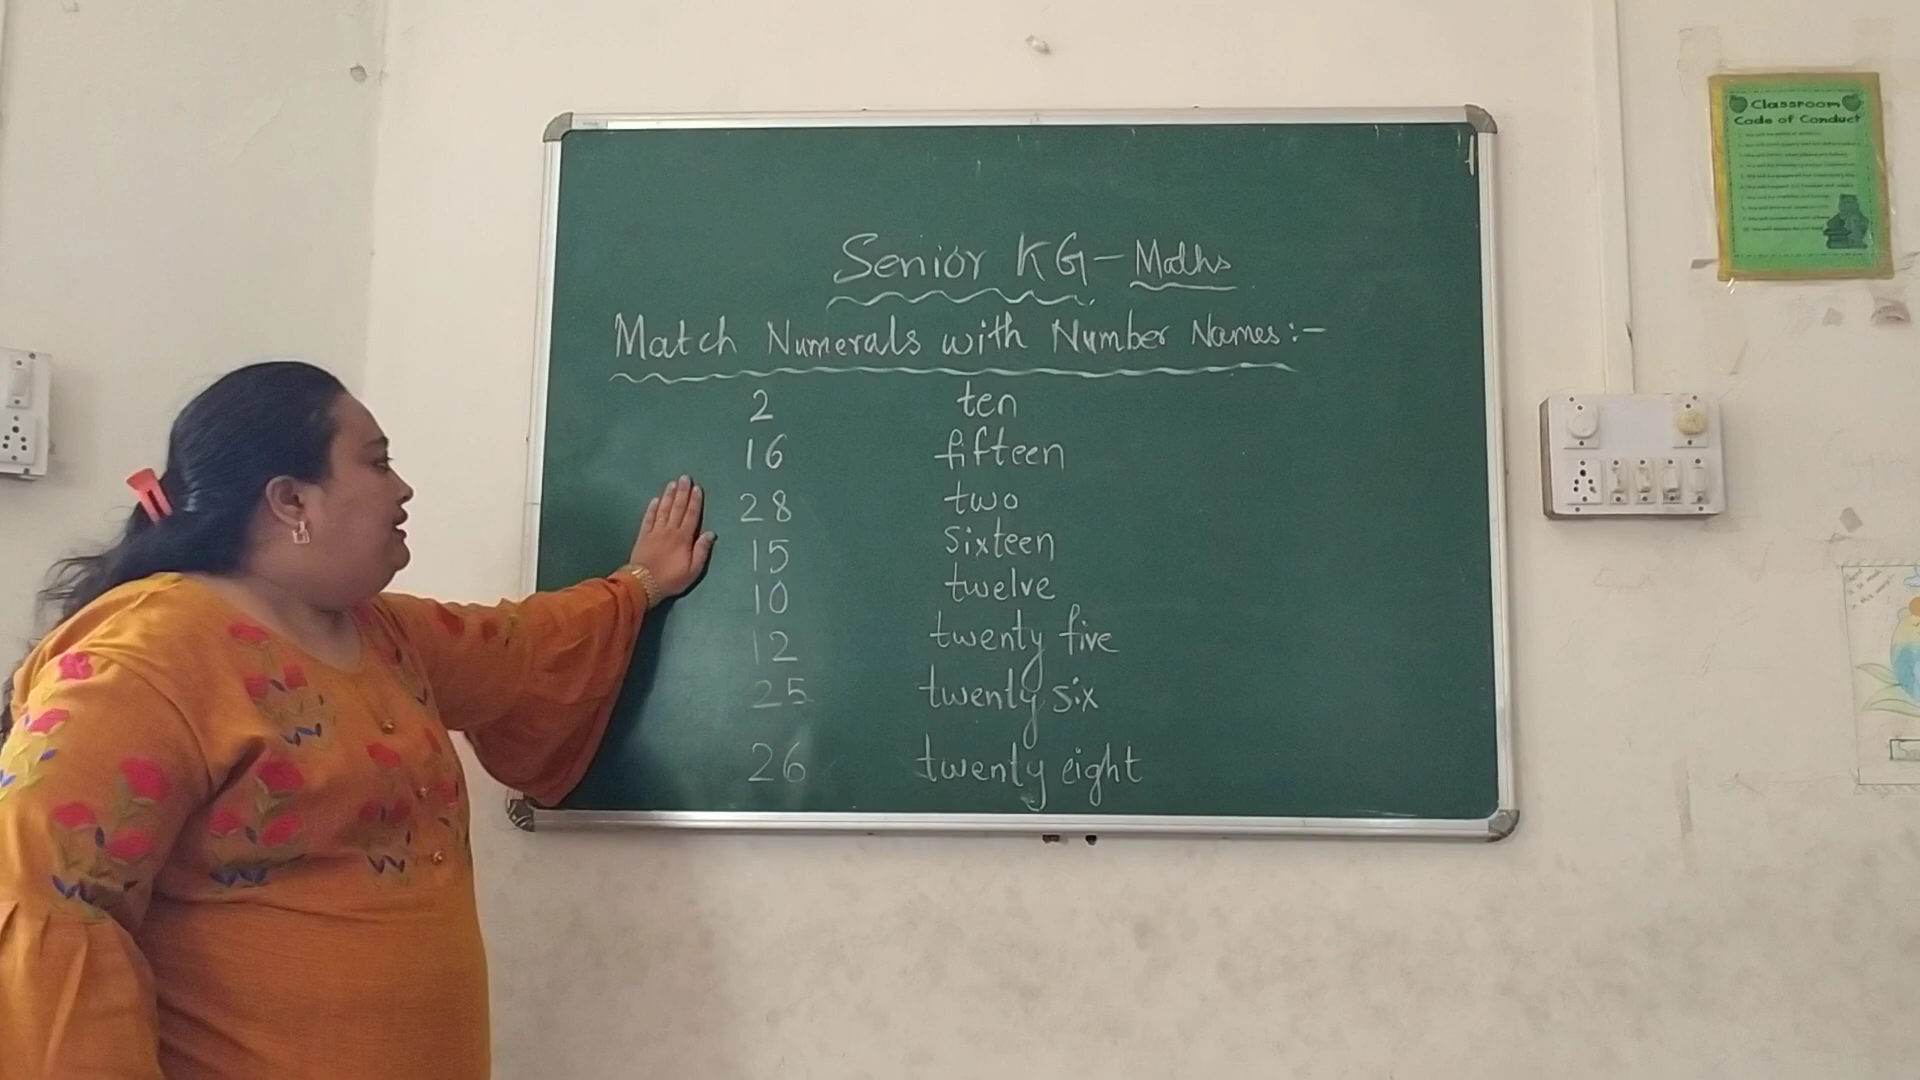 Senior KG - Maths
Match Numerals with Number Names :-
2 ten
16 fifteen
28 two
15 sixteen
10 twelve
12 twenty five
25 twenty six
26 twenty eight
Classroom
Code of Conduct